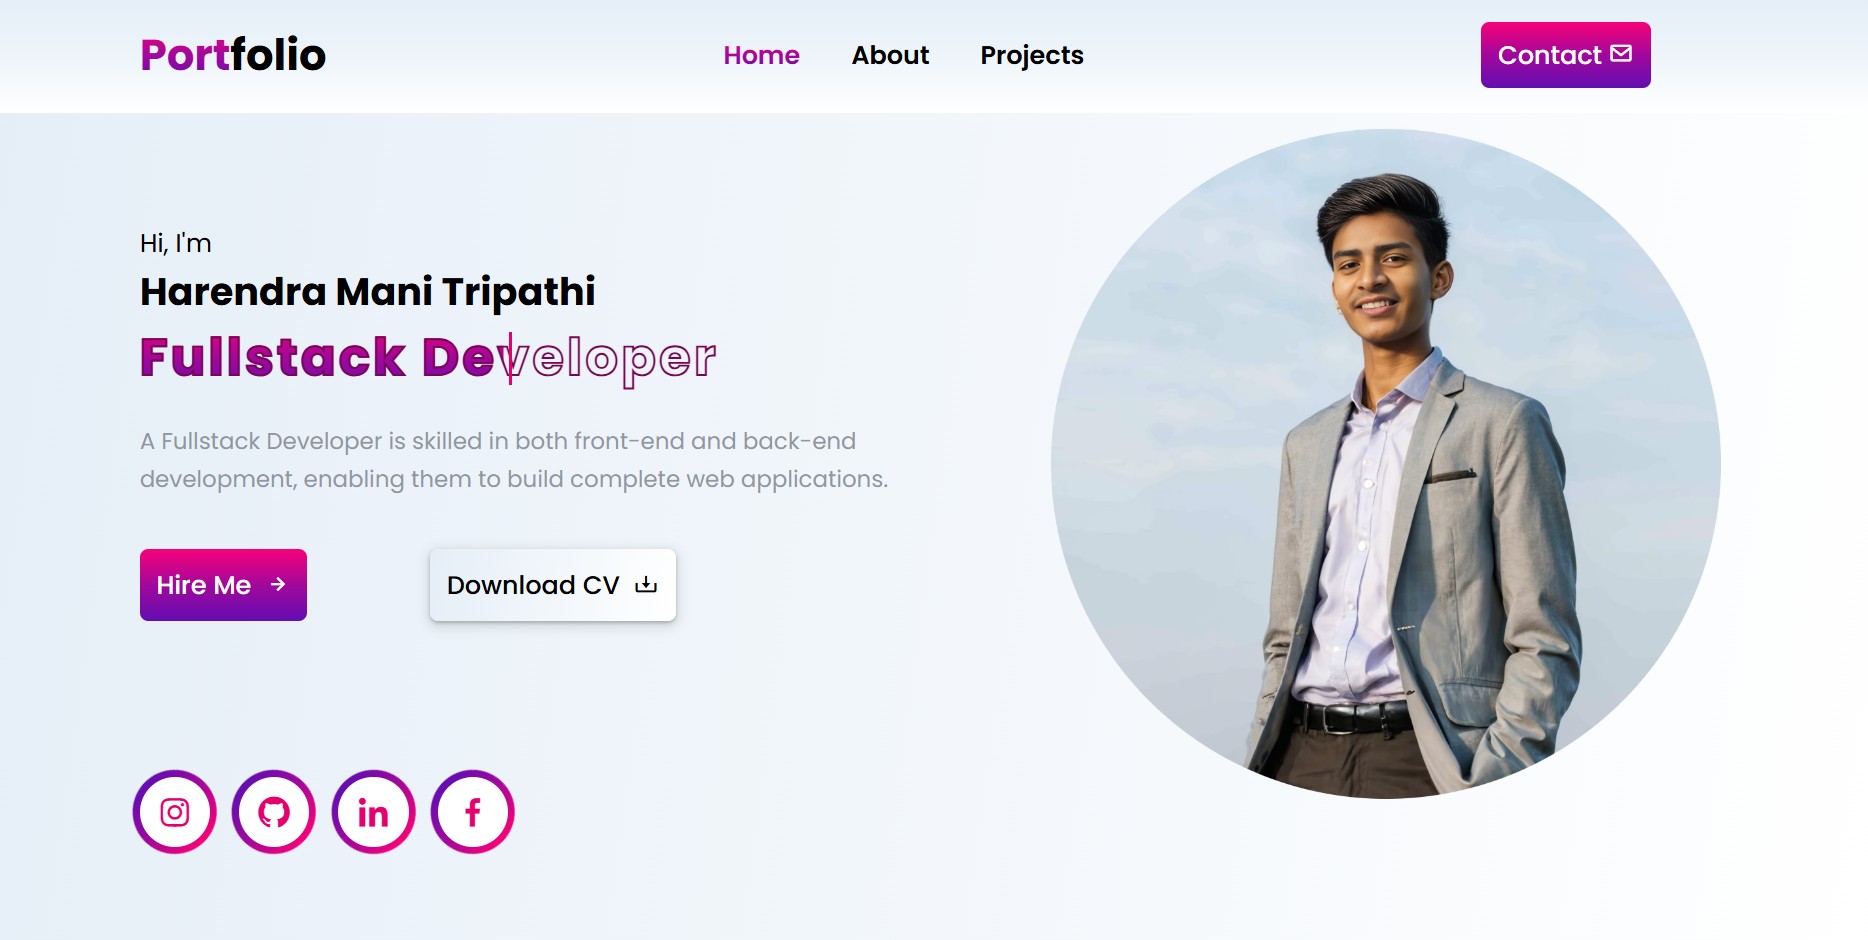 Portfolio
Home About Projects
Contact
Hi, I'm
Harendra Mani Tripathi
Fullstack Developer
A Fullstack Developer is skilled in both front-end and back-end
development, enabling them to build complete web applications.
Hire Me
Download CV
in
f